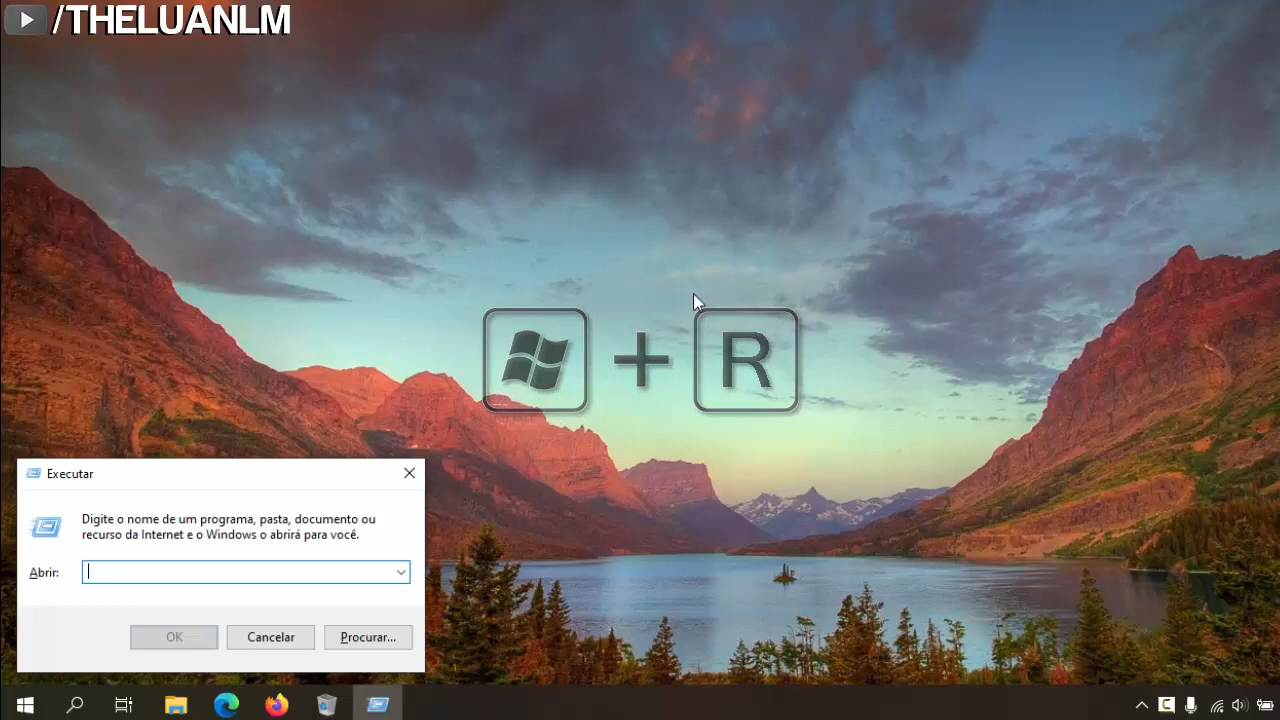 /THELUANLM
+ R
Executar
Digite o nome de um programa, pasta, documento ou
recurso da Internet e o Windows o abrirá para você.
Abrir:
OK Cancelar Procurar...